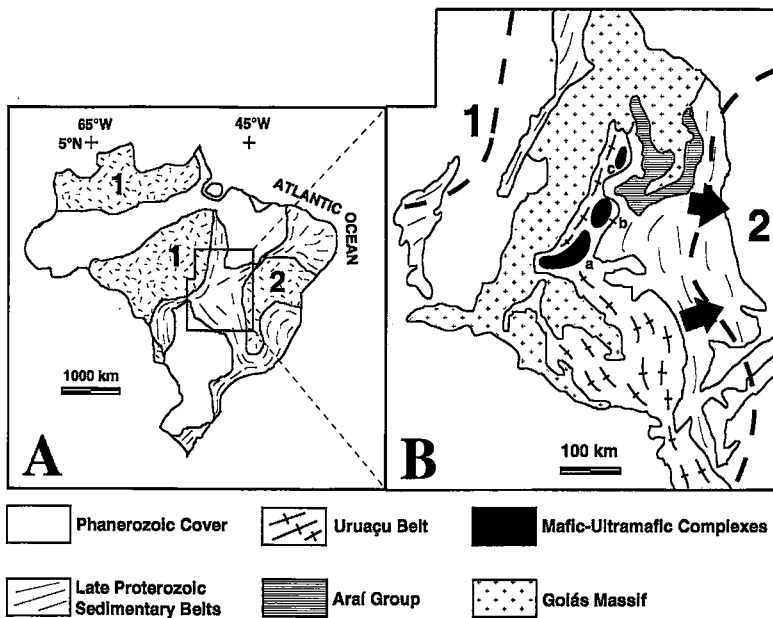 65°W
5°N
45°W
ATLANTIC OCEAN
1
1
2
1000 km
A
1
2
c
b
a
100 km
B
Phanerozoic Cover
Uruaçu Belt
Mafic-Ultramafic Complexes
Late Proterozoic
Sedimentary Belts
Araí Group
Goiás Massif